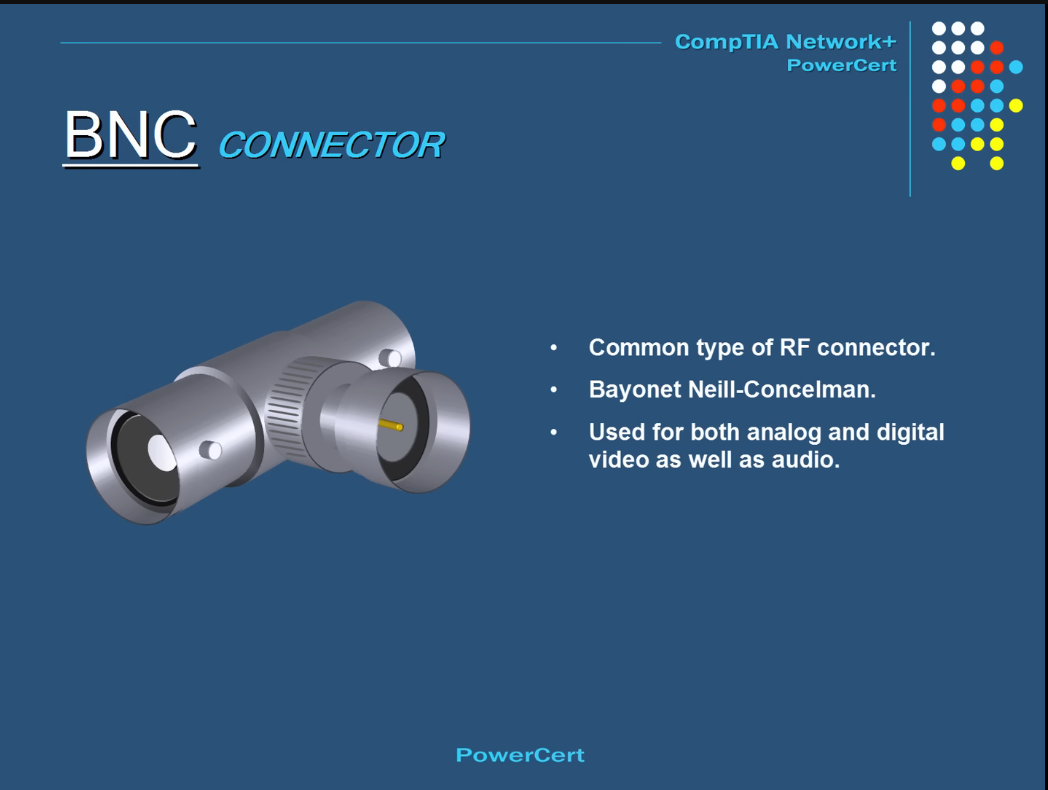 CompTIA Network+
PowerCert
BNC CONNECTOR
• Common type of RF connector.
• Bayonet Neill-Concelman.
• Used for both analog and digital
video as well as audio.
PowerCert